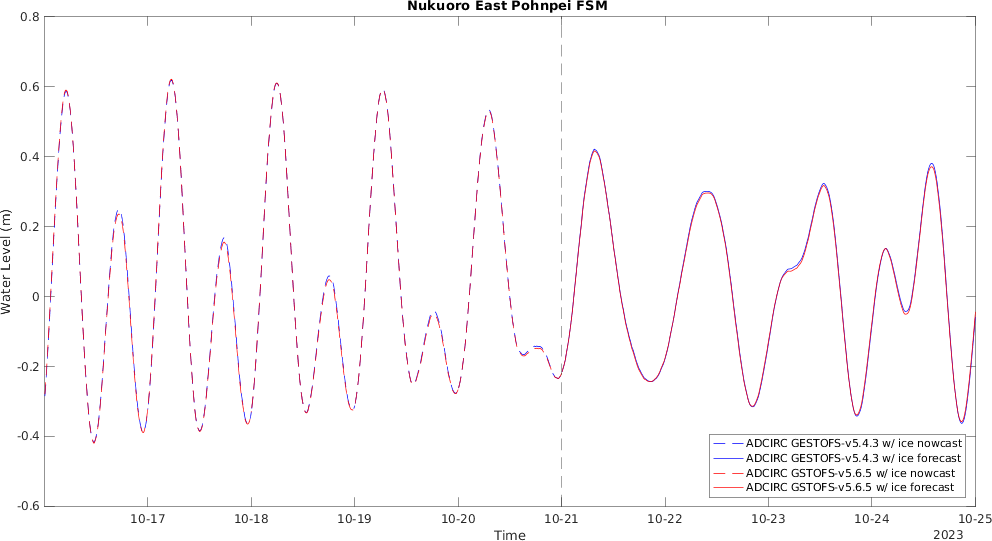 Nukuoro East Pohnpei FSM
Water Level (m)
0.8
0.6
0.4
0.2
0
-0.2
-0.4
-0.6
10-17 10-18 10-19 10-20 10-21 10-22 10-23 10-24 10-25
Time
2023
ADCIRC GESTOFS-v5.4.3 w/ ice nowcast
ADCIRC GESTOFS-v5.4.3 w/ ice forecast
ADCIRC GSTOFS-v5.6.5 w/ ice nowcast
ADCIRC GSTOFS-v5.6.5 w/ ice forecast